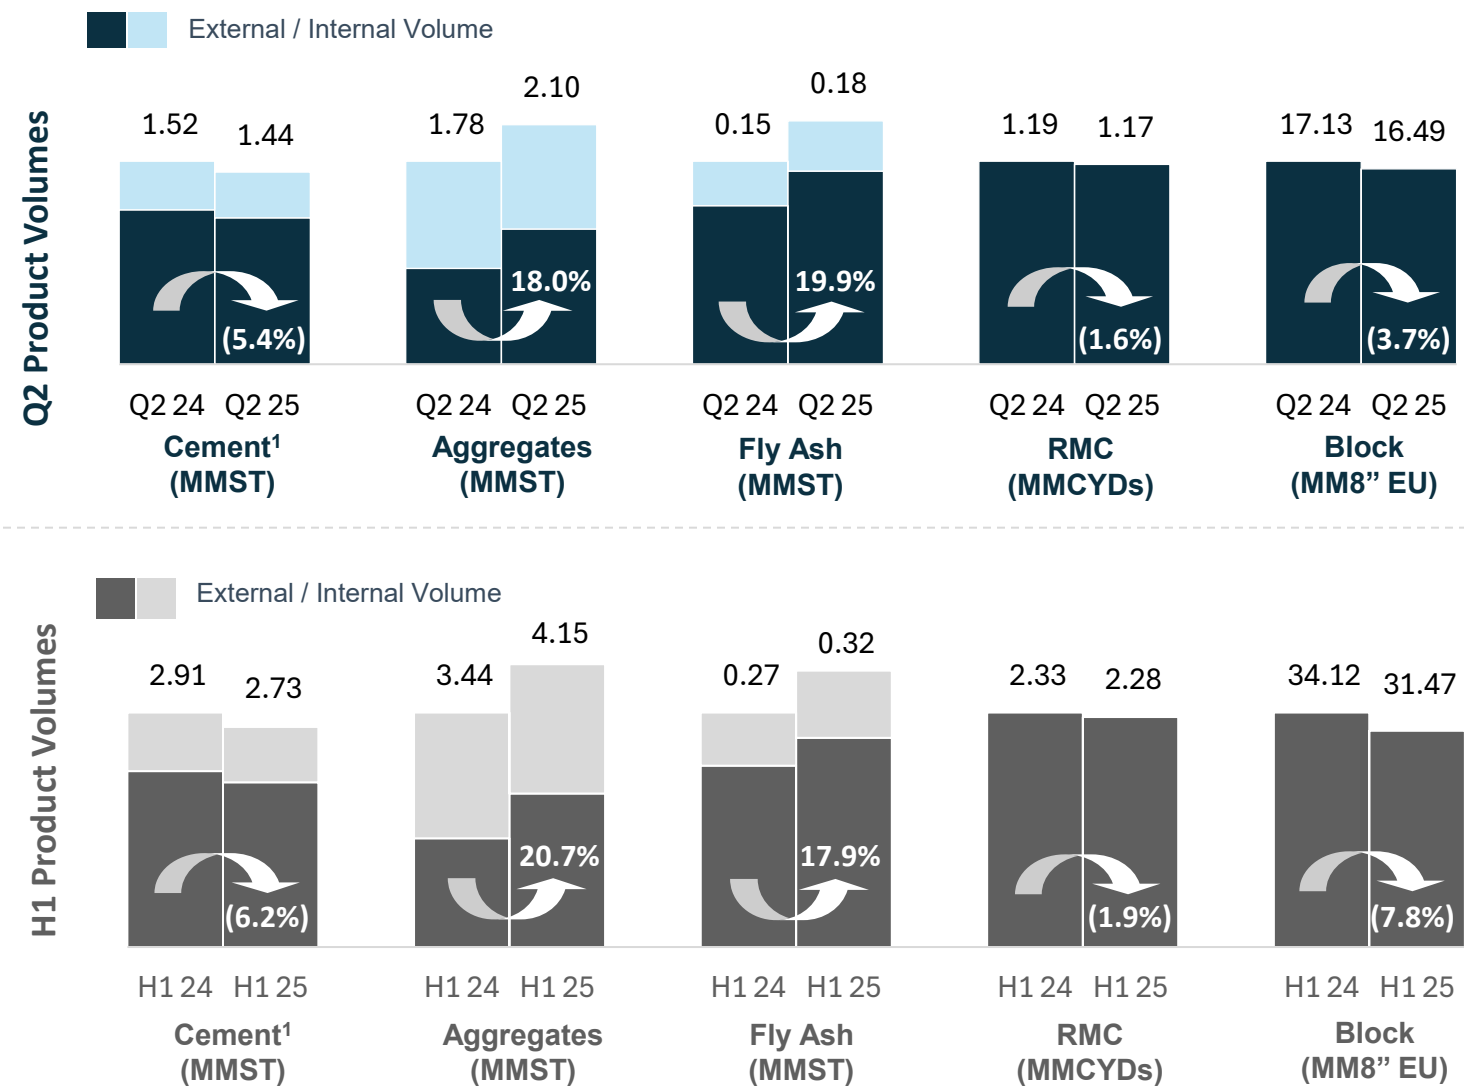 External / Internal Volume
Q2 Product Volumes
1.52 1.44 1.78 2.10 0.15 0.18 1.19 1.17 17.13 16.49
(5.4%) 18.0% 19.9% (1.6%) (3.7%)
Q2 24 Q2 25 Q2 24 Q2 25 Q2 24 Q2 25 Q2 24 Q2 25 Q2 24 Q2 25
Cement¹ Aggregates Fly Ash RMC Block
(MMST) (MMST) (MMST) (MMCYDs) (MM8” EU)
External / Internal Volume
H1 Product Volumes
2.91 2.73 3.44 4.15 0.27 0.32 2.33 2.28 34.12 31.47
(6.2%) 20.7% 17.9% (1.9%) (7.8%)
H1 24 H1 25 H1 24 H1 25 H1 24 H1 25 H1 24 H1 25 H1 24 H1 25
Cement¹ Aggregates Fly Ash RMC Block
(MMST) (MMST) (MMST) (MMCYDs) (MM8” EU)